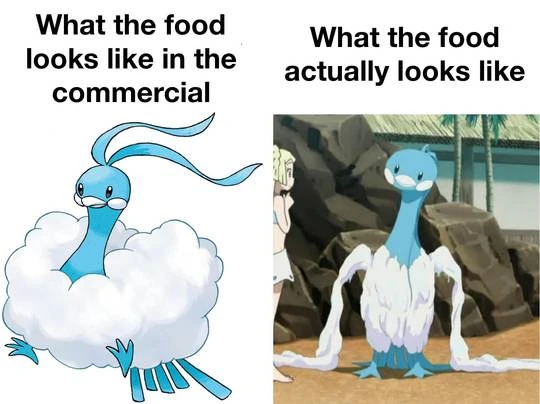 What the food
looks like in the
commercial
What the food
actually looks like